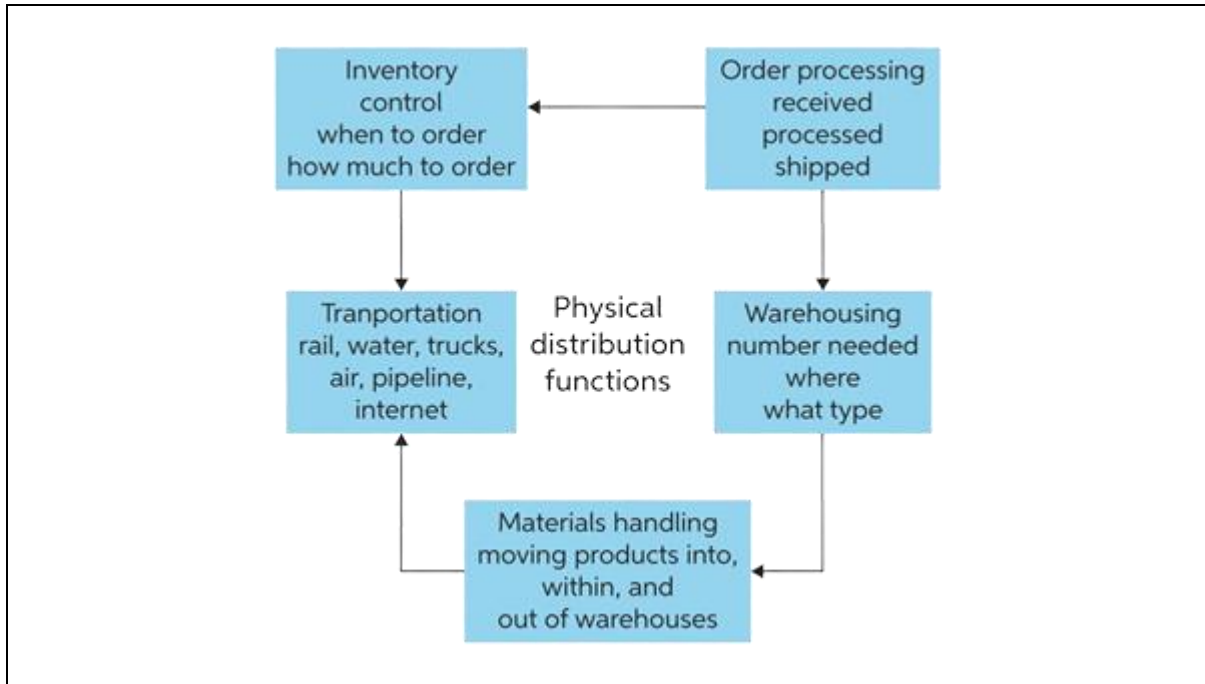 Inventory
control
when to order
how much to order
Order processing
received
processed
shipped
Tranportation
rail, water, trucks,
air, pipeline,
internet
Physical
distribution
functions
Warehousing
number needed
where
what type
Materials handling
moving products into,
within, and
out of warehouses